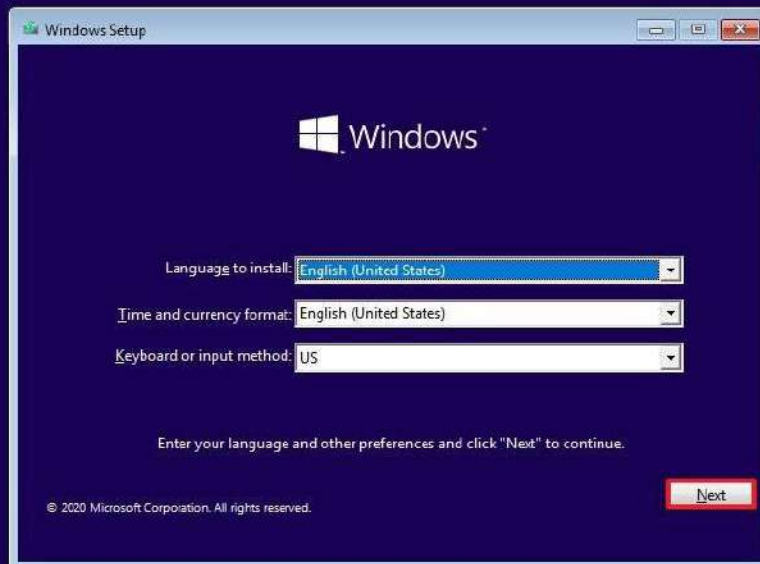 Windows Setup
Windows
Language to install: English (United States)
Time and currency format: English (United States)
Keyboard or input method: US
Enter your language and other preferences and click "Next" to continue.
Next
© 2020 Microsoft Corporation. All rights reserved.